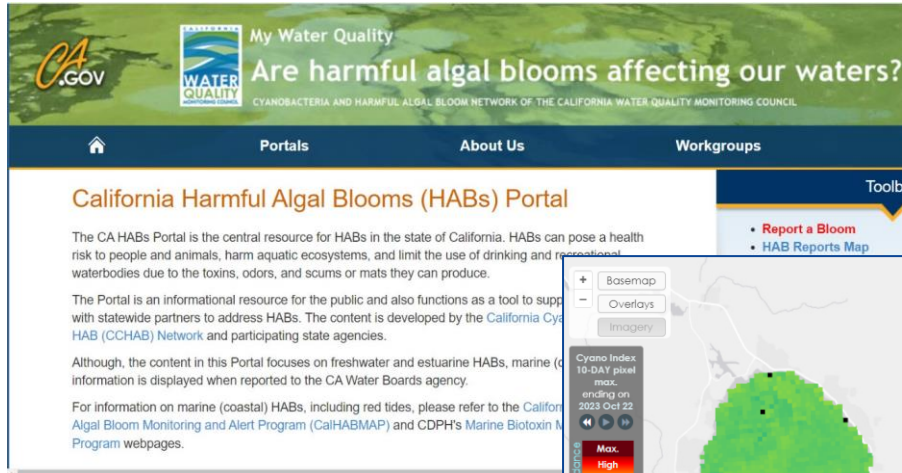 CA.GOV
CALIFORNIA
WATER
QUALITY
MONITORING COUNCIL
My Water Quality
Are harmful algal blooms affecting our waters?
CYANOBACTERIA AND HARMFUL ALGAL BLOOM NETWORK OF THE CALIFORNIA WATER QUALITY MONITORING COUNCIL
Portals
About Us
Workgroups
California Harmful Algal Blooms (HABs) Portal
The CA HABs Portal is the central resource for HABs in the state of California. HABs can pose a health
risk to people and animals, harm aquatic ecosystems, and limit the use of drinking and recreational
waterbodies due to the toxins, odors, and scums or mats they can produce.
The Portal is an informational resource for the public and also functions as a tool to
with statewide partners to address HABs. The content is developed by the California
HAB (CCHAB) Network and participating state agencies.
Although, the content in this Portal focuses on freshwater and estuarine HABs, marine
information is displayed when reported to the CA Water Boards agency.
For information on marine (coastal) HABs, including red tides, please refer to the
Algal Bloom Monitoring and Alert Program (CalHABMAP) and CDPH's Marine Biotoxin
Program webpages.
Report a Bloom
HAB Reports Map
+
-
Basemap
Overlays
Imagery
Cyano Index
10-DAY pixel
max.
ending on
2023 Oct 22
Max.
High